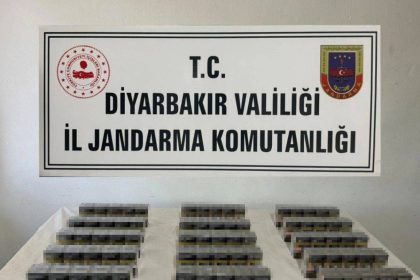 T.C.
DİYARBAKIR VALİLİĞİ
İL JANDARMA KOMUTANLIĞI